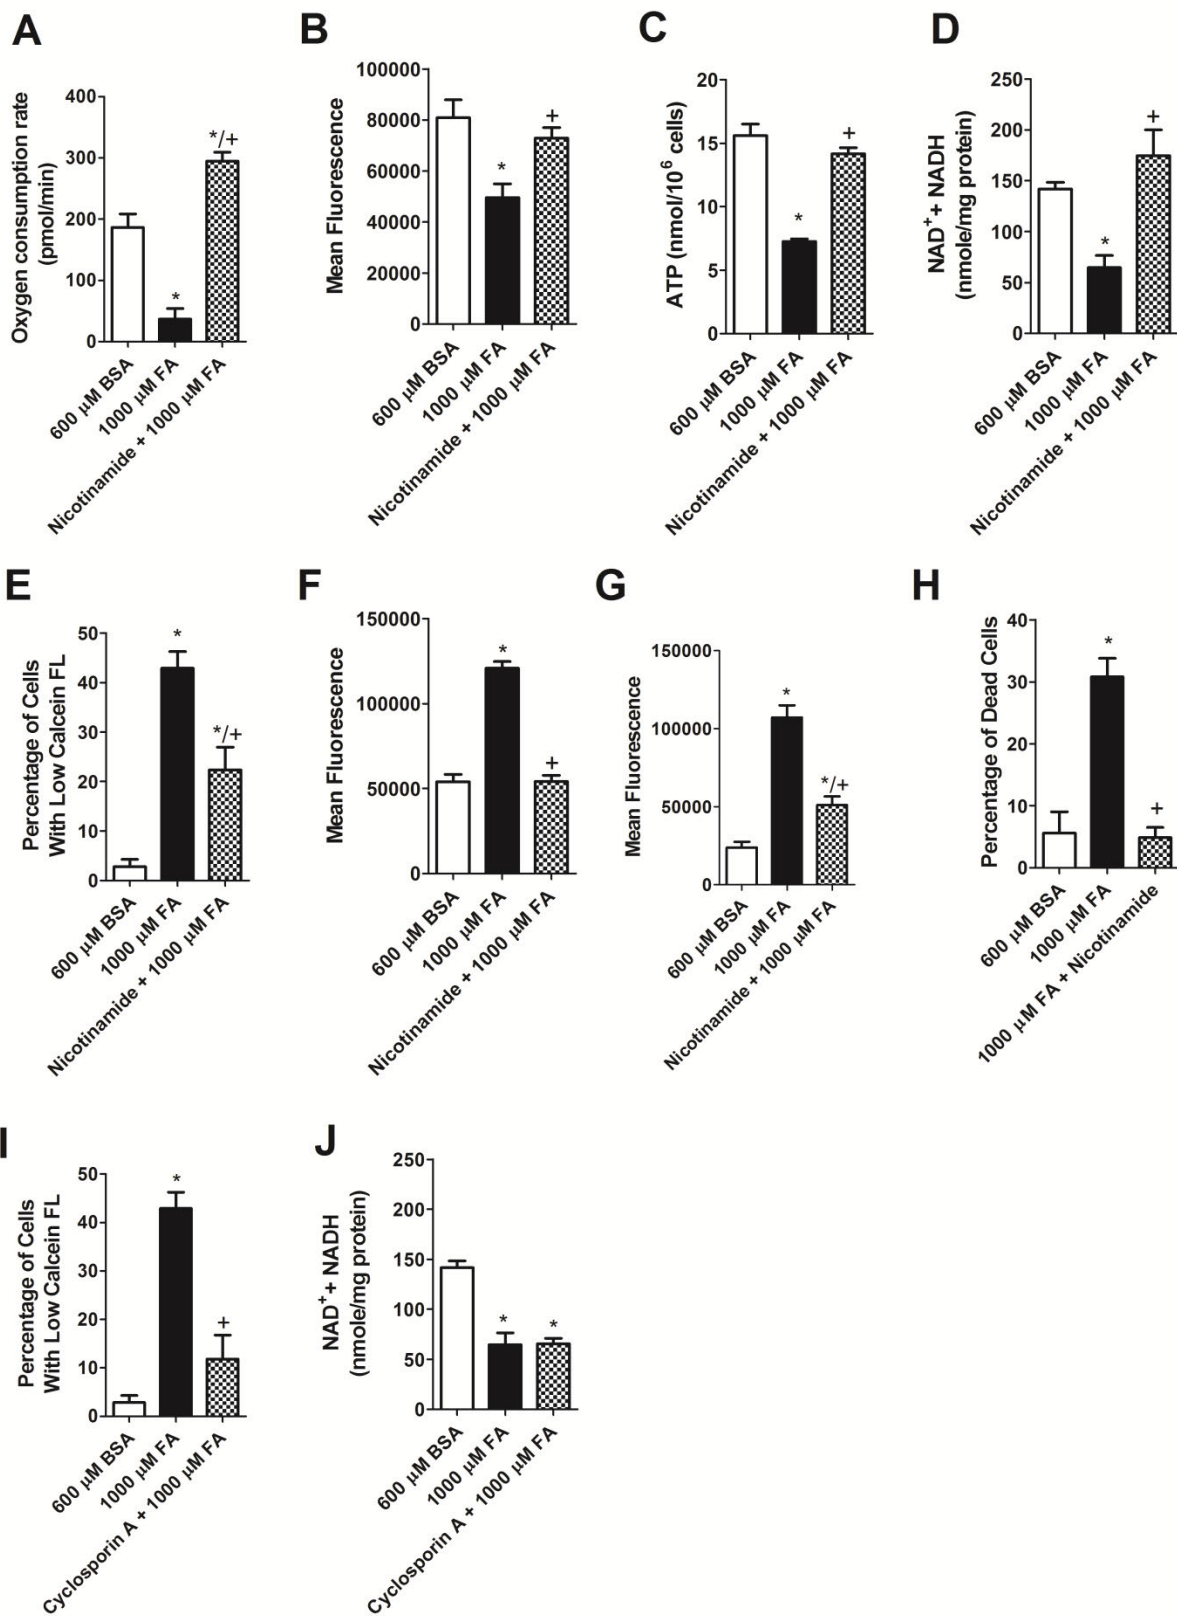 A
Oxygen consumption rate
(pmol/min)
400
300
200
100
0
*
*/+
600 μM BSA
1000 μM FA
Nicotinamide + 1000 μM FA
B
Mean Fluorescence
100000
80000
60000
40000
20000
0
*
+
600 μM BSA
1000 μM FA
Nicotinamide + 1000 μM FA
C
ATP (nmol/10⁶ cells)
20
15
10
5
0
*
+
600 μM BSA
1000 μM FA
Nicotinamide + 1000 μM FA
D
NAD⁺+ NADH
(nmole/mg protein)
250
200
150
100
50
0
*
+
600 μM BSA
1000 μM FA
Nicotinamide + 1000 μM FA
E
Percentage of Cells
With Low Calcein FL
50
40
30
20
10
0
*
*/+
600 μM BSA
1000 μM FA
Nicotinamide + 1000 μM FA
F
Mean Fluorescence
150000
100000
50000
0
*
+
600 μM BSA
1000 μM FA
Nicotinamide + 1000 μM FA
G
Mean Fluorescence
150000
100000
50000
0
*
*/+
600 μM BSA
1000 μM FA
Nicotinamide + 1000 μM FA
H
Percentage of Dead Cells
40
30
20
10
0
*
+
600 μM BSA
1000 μM FA
1000 μM FA + Nicotinamide
I
Percentage of Cells
With Low Calcein FL
50
40
30
20
10
0
*
+
600 μM BSA
1000 μM FA
Cyclosporin A + 1000 μM FA
J
NAD⁺+ NADH
(nmole/mg protein)
250
200
150
100
50
0
*
*
600 μM BSA
1000 μM FA
Cyclosporin A + 1000 μM FA